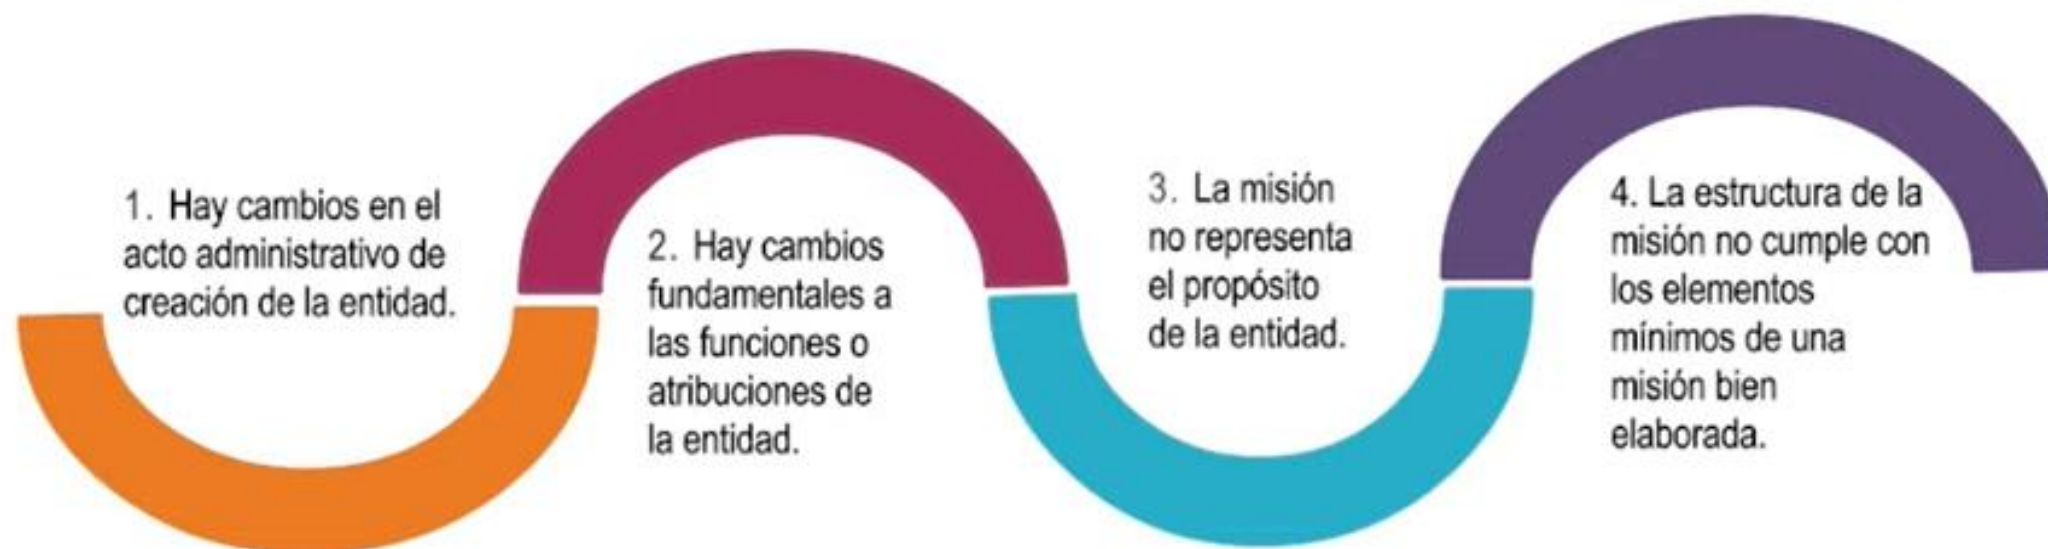 1. Hay cambios en el
acto administrativo de
creación de la entidad.
2. Hay cambios
fundamentales a
las funciones o
atribuciones de
la entidad.
3. La misión
no representa
el propósito
de la entidad.
4. La estructura de la
misión no cumple con
los elementos
mínimos de una
misión bien
elaborada.